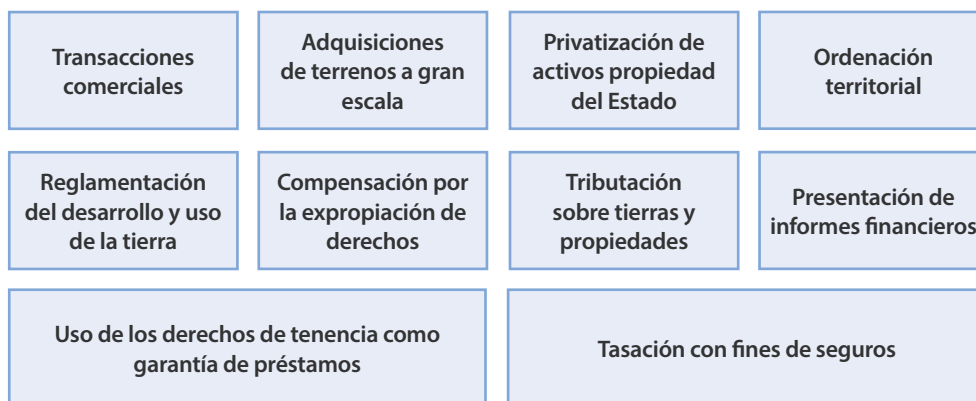 Transacciones
comerciales
Adquisiciones
de terrenos a gran
escala
Privatización de
activos propiedad
del Estado
Ordenación
territorial
Reglamentación
del desarrollo y uso
de la tierra
Compensación por
la expropiación de
derechos
Tributación
sobre tierras y
propiedades
Presentación de
informes financieros
Uso de los derechos de tenencia como
garantía de préstamos
Tasación con fines de seguros